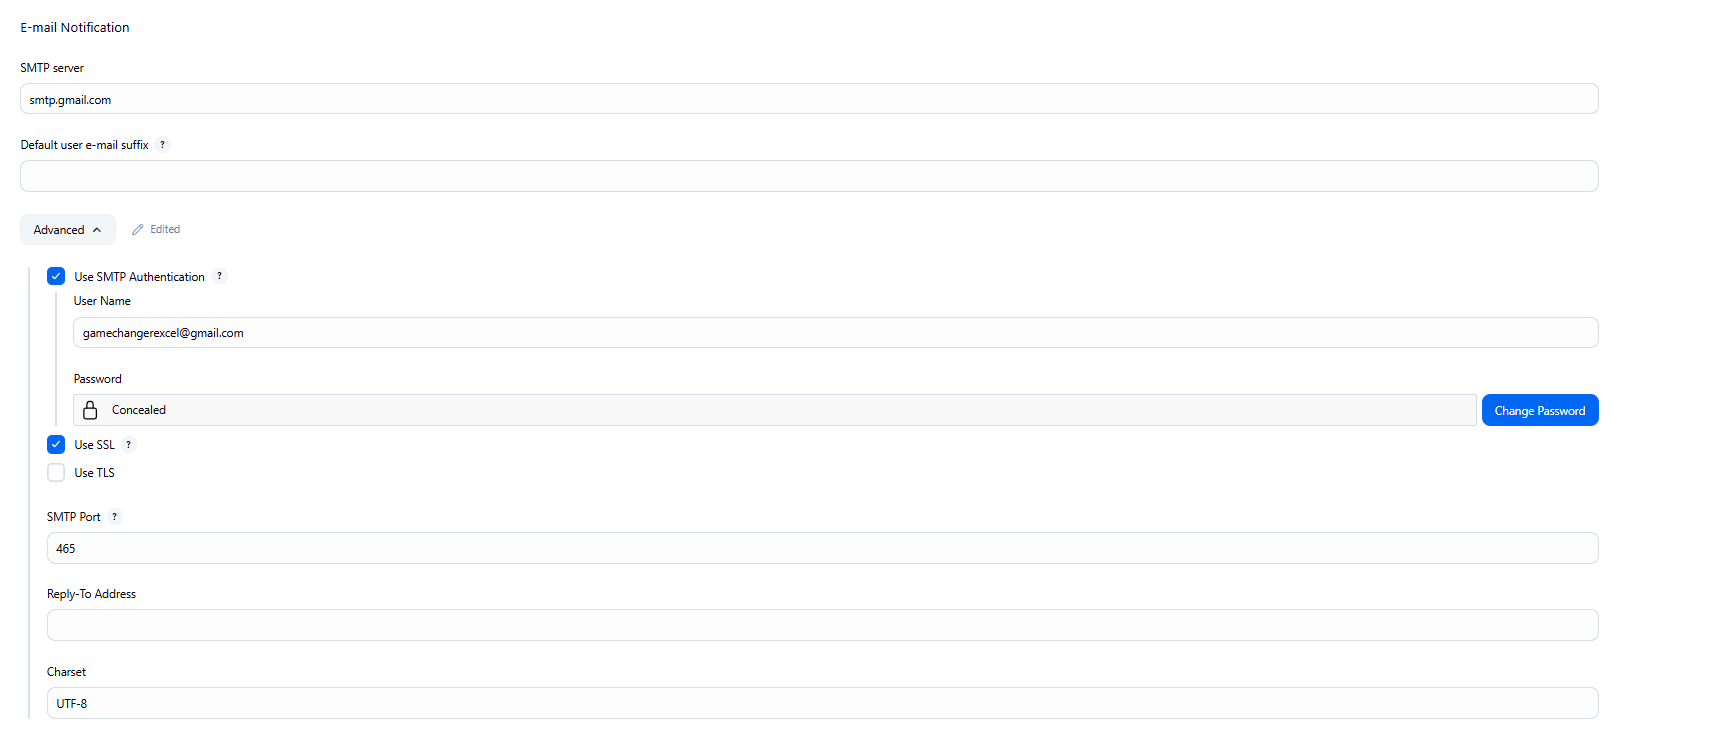 E-mail Notification
SMTP server
smtp.gmail.com
Default user e-mail suffix ?
Advanced Edited
Use SMTP Authentication ?
User Name
gamechangerexcel@gmail.com
Password
Concealed Change Password
Use SSL ?
Use TLS
SMTP Port ?
465
Reply-To Address
Charset
UTF-8